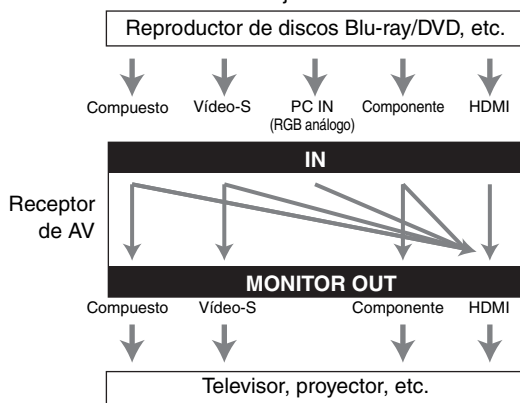 Reproductor de discos Blu-ray/DVD, etc.
Compuesto Vídeo-S PC IN Componente HDMI
(RGB análogo)
IN
Receptor
de AV
MONITOR OUT
Compuesto Vídeo-S Componente HDMI
Televisor, proyector, etc.